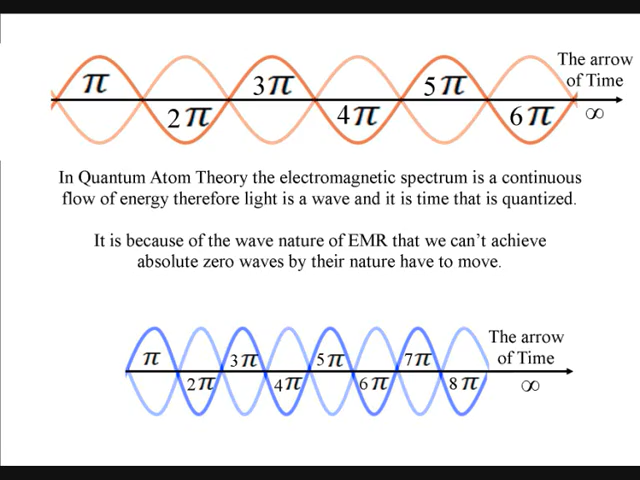 π
2π
3π
4π
5π
6π
The arrow
of Time
∞
In Quantum Atom Theory the electromagnetic spectrum is a continuous
flow of energy therefore light is a wave and it is time that is quantized.
It is because of the wave nature of EMR that we can’t achieve
absolute zero waves by their nature have to move.
π
2π
3π
4π
5π
6π
7π
8π
The arrow
of Time
∞